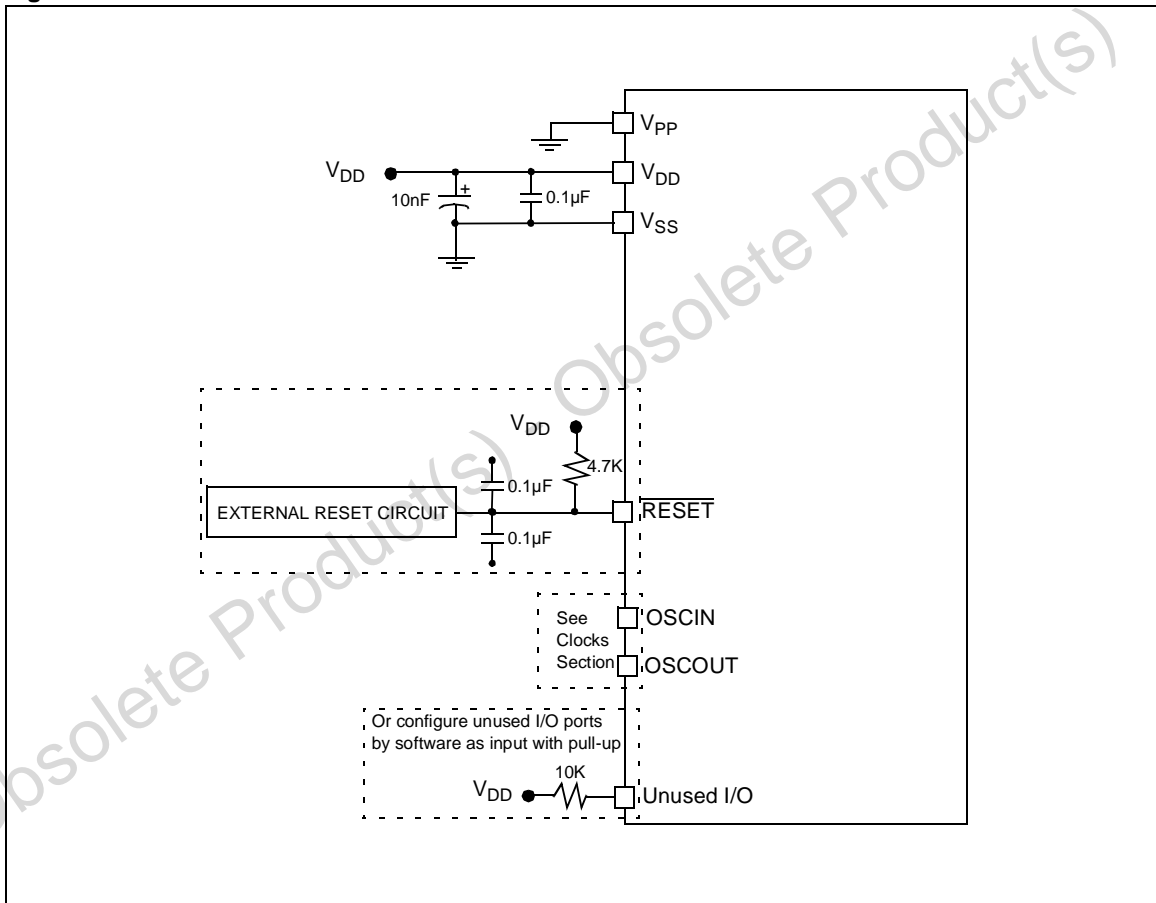 VPP
VDD
VDD
10nF
+
0.1µF
VSS
VDD
4.7K
0.1µF
EXTERNAL RESET CIRCUIT
RESET
0.1µF
See
Clocks
Section
OSCIN
OSCOUT
Or configure unused I/O ports
by software as input with pull-up
10K
VDD
Unused I/O
Obsolete Product(s) - Obsolete Product(s)